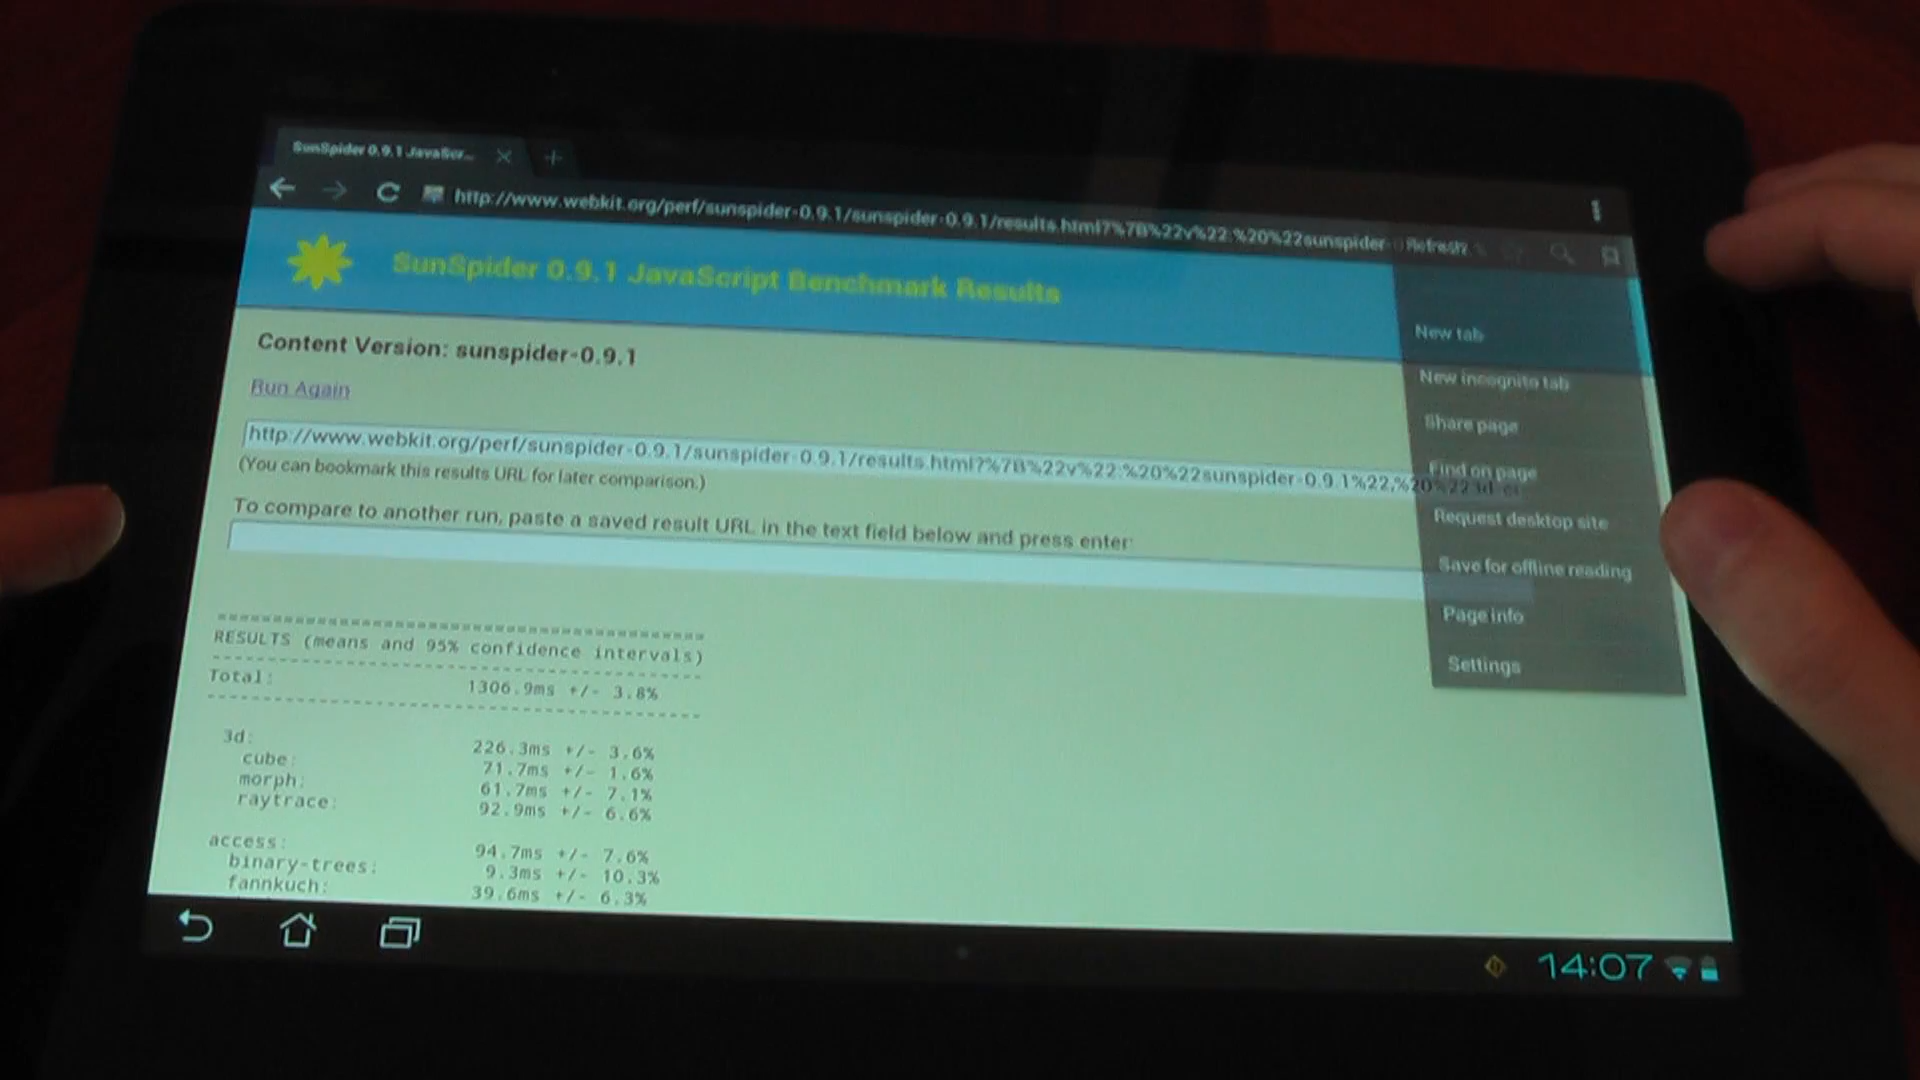 SunSpider 0.9.1 JavaScr...
http://www.webkit.org/perf/sunspider-0.9.1/sunspider-0.9.1/results.html?%7B%22v%22:%20%22sunspider-
Refresh
SunSpider 0.9.1 JavaScript Benchmark Results
New tab
New incognito tab
Share page
Find on page
Request desktop site
Save for offline reading
Page info
Settings
Content Version: sunspider-0.9.1
Run Again
http://www.webkit.org/perf/sunspider-0.9.1/sunspider-0.9.1/results.html?%7B%22v%22:%20%22sunspider-0.9.1%22,%20%223d-c
(You can bookmark this results URL for later comparison.)
To compare to another run, paste a saved result URL in the text field below and press enter:
============================================
RESULTS (means and 95% confidence intervals)
--------------------------------------------
Total: 1306.9ms +/- 3.8%
--------------------------------------------
3d: 226.3ms +/- 3.6%
cube: 71.7ms +/- 1.6%
morph: 61.7ms +/- 7.1%
raytrace: 92.9ms +/- 6.6%
access: 94.7ms +/- 7.6%
binary-trees: 9.3ms +/- 10.3%
fannkuch: 39.6ms +/- 6.3%
14:07